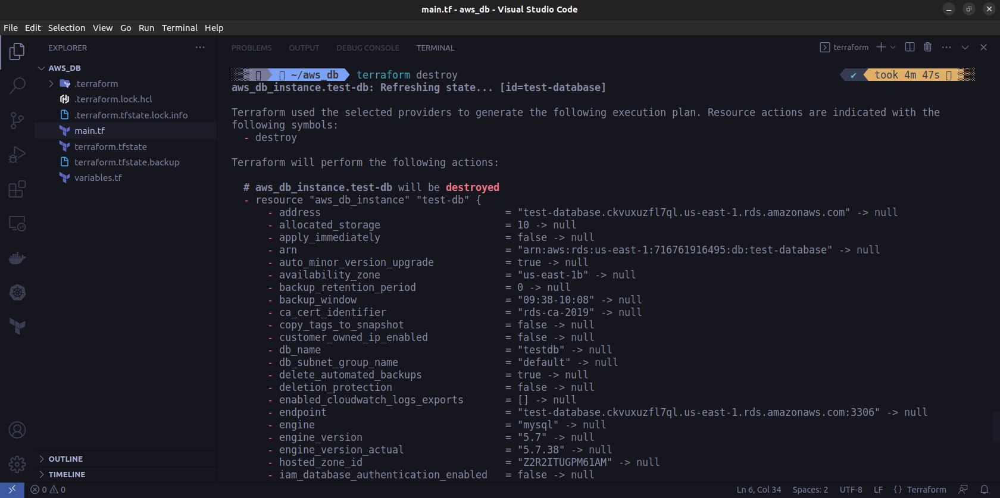 main.tf - aws_db - Visual Studio Code
File Edit Selection View Go Run Terminal Help
EXPLORER
AWS_DB
.terraform
.terraform.lock.hcl
.terraform.tfstate.lock.info
main.tf
terraform.tfstate
terraform.tfstate.backup
variables.tf
OUTLINE
TIMELINE
PROBLEMS OUTPUT DEBUG CONSOLE TERMINAL
terraform
~/aws_db terraform destroy ✔ took 4m 47s
aws_db_instance.test-db: Refreshing state... [id=test-database]
Terraform used the selected providers to generate the following execution plan. Resource actions are indicated with the
following symbols:
- destroy
Terraform will perform the following actions:
# aws_db_instance.test-db will be destroyed
- resource "aws_db_instance" "test-db" {
- address = "test-database.ckvuxuzfl7ql.us-east-1.rds.amazonaws.com" -> null
- allocated_storage = 10 -> null
- apply_immediately = false -> null
- arn = "arn:aws:rds:us-east-1:716761916495:db:test-database" -> null
- auto_minor_version_upgrade = true -> null
- availability_zone = "us-east-1b" -> null
- backup_retention_period = 0 -> null
- backup_window = "09:38-10:08" -> null
- ca_cert_identifier = "rds-ca-2019" -> null
- copy_tags_to_snapshot = false -> null
- customer_owned_ip_enabled = false -> null
- db_name = "testdb" -> null
- db_subnet_group_name = "default" -> null
- delete_automated_backups = true -> null
- deletion_protection = false -> null
- enabled_cloudwatch_logs_exports = [] -> null
- endpoint = "test-database.ckvuxuzfl7ql.us-east-1.rds.amazonaws.com:3306" -> null
- engine = "mysql" -> null
- engine_version = "5.7" -> null
- engine_version_actual = "5.7.38" -> null
- hosted_zone_id = "Z2R2ITUGPM61AM" -> null
- iam_database_authentication_enabled = false -> null
0 0 Ln 6, Col 34 Spaces: 2 UTF-8 LF {} Terraform